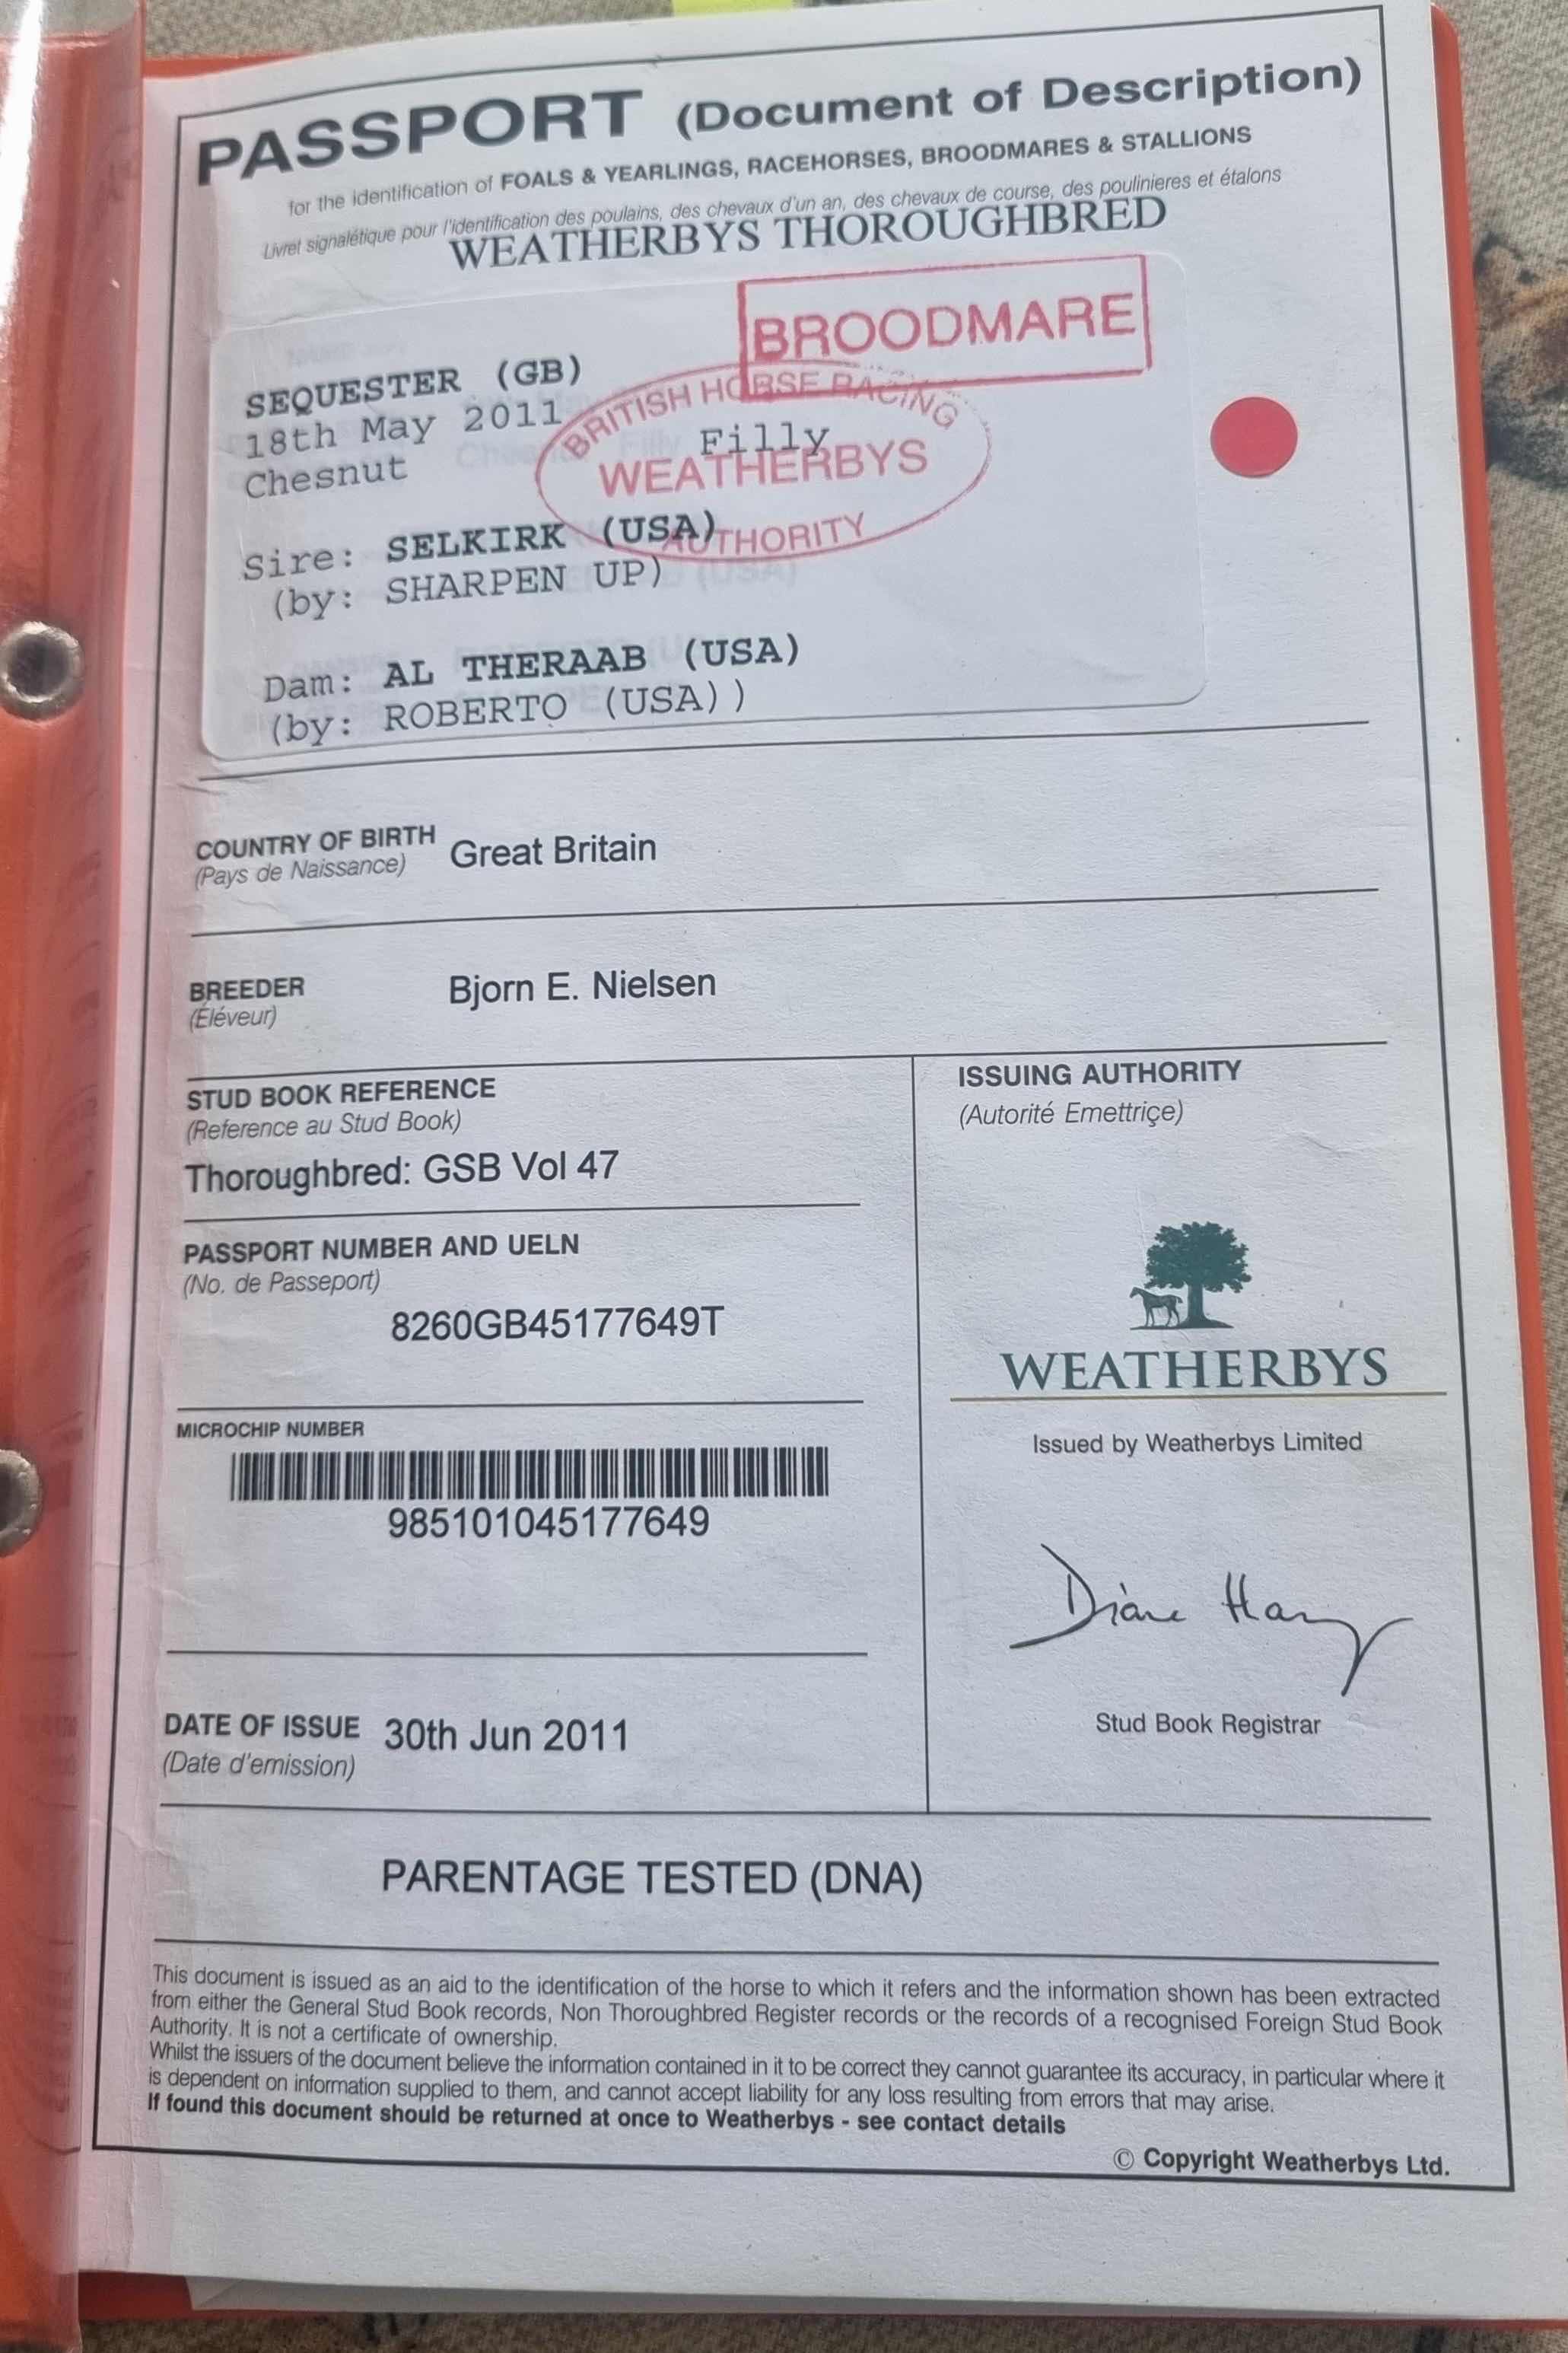 PASSPORT (Document of Description)
for the identification of FOALS & YEARLINGS, RACEHORSES, BROODMARES & STALLIONS
Livret signalétique pour l'identification des poulains, des chevaux d'un an, des chevaux de course, des poulinieres et étalons
WEATHERBYS THOROUGHBRED
BROODMARE
SEQUESTER (GB)
18th May 2011
Chesnut
Filly
BRITISH HORSE RACING
WEATHERBYS
AUTHORITY
Sire: SELKIRK (USA)
(by: SHARPEN UP)
Dam: AL THERAAB (USA)
(by: ROBERTO (USA))
COUNTRY OF BIRTH Great Britain
(Pays de Naissance)
BREEDER Bjorn E. Nielsen
(Éléveur)
STUD BOOK REFERENCE
(Reference au Stud Book)
Thoroughbred: GSB Vol 47
PASSPORT NUMBER AND UELN
(No. de Passeport)
8260GB45177649T
MICROCHIP NUMBER
985101045177649
DATE OF ISSUE 30th Jun 2011
(Date d'emission)
ISSUING AUTHORITY
(Autorité Emettriçe)
WEATHERBYS
Issued by Weatherbys Limited
Stud Book Registrar
PARENTAGE TESTED (DNA)
This document is issued as an aid to the identification of the horse to which it refers and the information shown has been extracted
from either the General Stud Book records, Non Thoroughbred Register records or the records of a recognised Foreign Stud Book
Authority. It is not a certificate of ownership.
Whilst the issuers of the document believe the information contained in it to be correct they cannot guarantee its accuracy, in particular where it
is dependent on information supplied to them, and cannot accept liability for any loss resulting from errors that may arise.
If found this document should be returned at once to Weatherbys - see contact details
© Copyright Weatherbys Ltd.